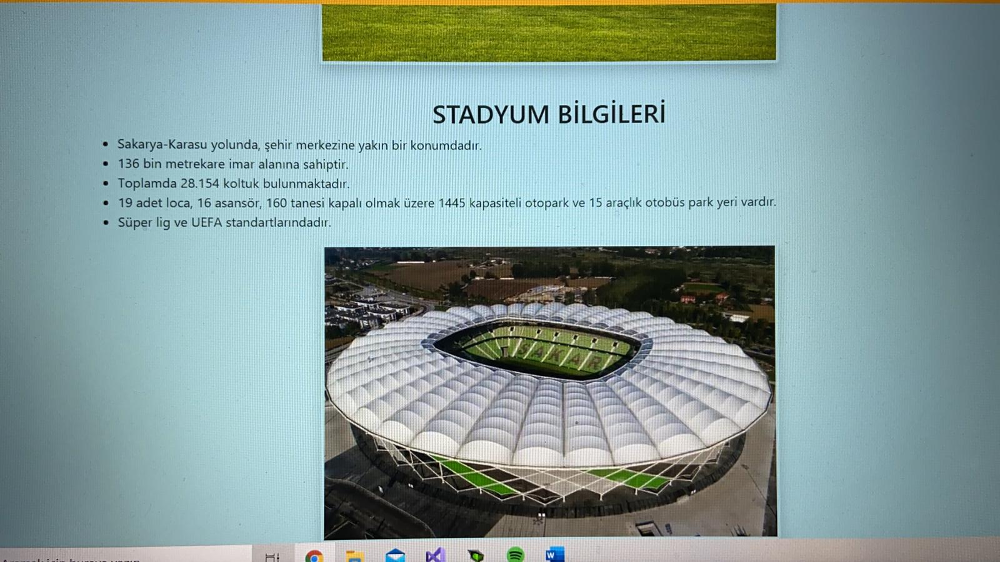 STADYUM BİLGİLERİ
Sakarya-Karasu yolunda, şehir merkezine yakın bir konumdadır.
136 bin metrekare imar alanına sahiptir.
Toplamda 28.154 koltuk bulunmaktadır.
19 adet loca, 16 asansör, 160 tanesi kapalı olmak üzere 1445 kapasiteli otopark ve 15 araçlık otobüs park yeri vardır.
Süper lig ve UEFA standartlarındadır.
SAKAR
W